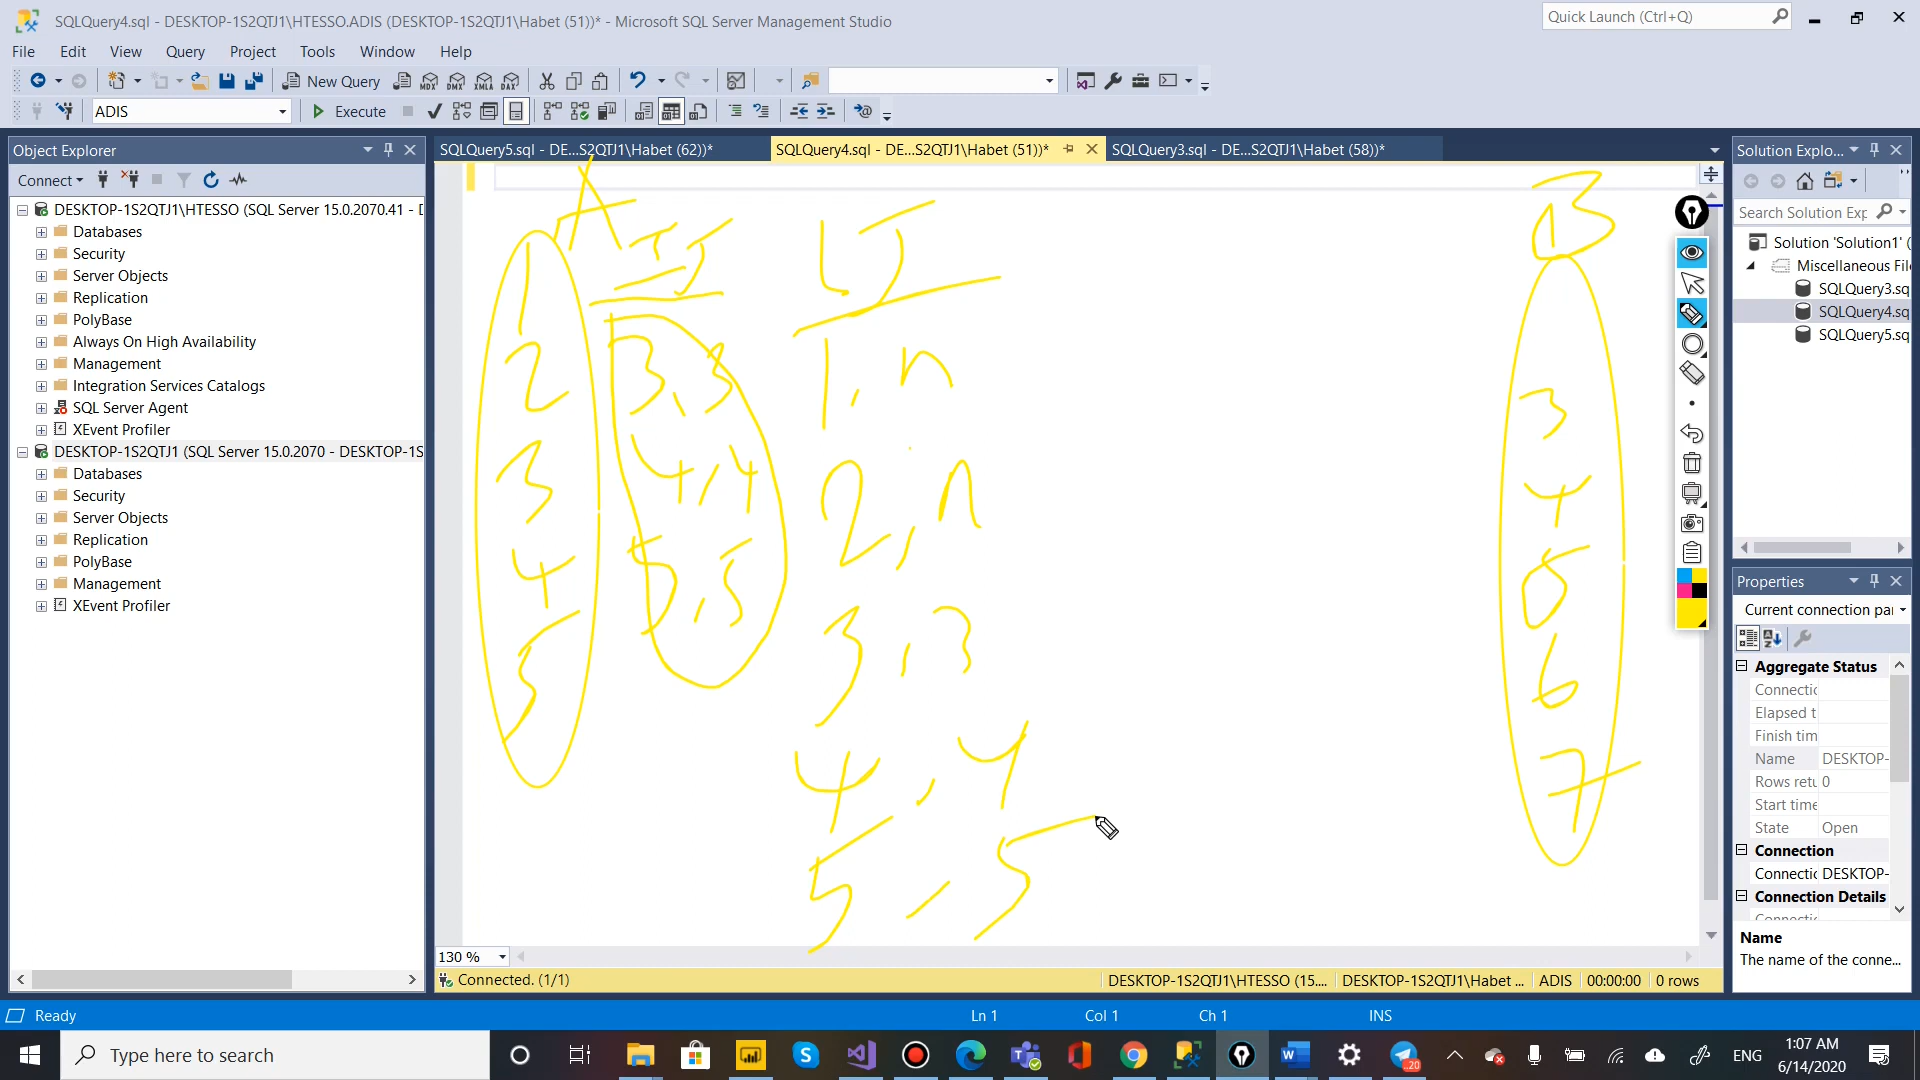 SQLQuery4.sql - DESKTOP-1S2QTJ1\HTESSO.ADIS (DESKTOP-1S2QTJ1\Habet (51))* - Microsoft SQL Server Management Studio
Quick Launch (Ctrl+Q)
File Edit View Query Project Tools Window Help
New Query
MDX DMX XMLA DAX
ADIS
Execute
Object Explorer
Connect
DESKTOP-1S2QTJ1\HTESSO (SQL Server 15.0.2070.41 - D
Databases
Security
Server Objects
Replication
PolyBase
Always On High Availability
Management
Integration Services Catalogs
SQL Server Agent
XEvent Profiler
DESKTOP-1S2QTJ1 (SQL Server 15.0.2070 - DESKTOP-1S
Databases
Security
Server Objects
Replication
PolyBase
Management
XEvent Profiler
SQLQuery5.sql - DE...S2QTJ1\Habet (62))*
SQLQuery4.sql - DE...S2QTJ1\Habet (51))*
SQLQuery3.sql - DE...S2QTJ1\Habet (58))*
A IJ LJ B
1
2
3
4
5
3,3
4,4
5,5
1, n
2, n
3, 3
4, 4
5, 5
3
4
5
6
7
130 %
Connected. (1/1)
DESKTOP-1S2QTJ1\HTESSO (15.... DESKTOP-1S2QTJ1\Habet ... ADIS 00:00:00 0 rows
Solution Explo...
Search Solution Exp
Solution 'Solution1' (
Miscellaneous Fil
SQLQuery3.sq
SQLQuery4.sq
SQLQuery5.sq
Properties
Current connection par
Aggregate Status
Connectic
Elapsed t
Finish tim
Name DESKTOP-
Rows retu 0
Start time
State Open
Connection
Connectic DESKTOP-
Connection Details
Name
The name of the conne...
Ready
Ln 1 Col 1 Ch 1 INS
Type here to search
20
ENG
1:07 AM
6/14/2020